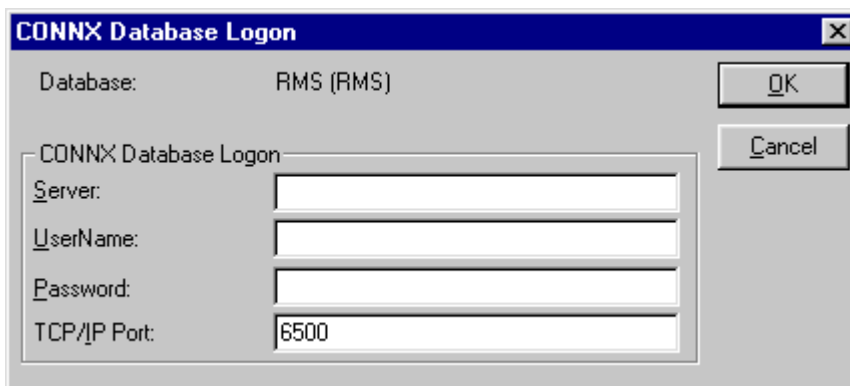 CONNX Database Logon
Database: RMS (RMS)
OK
Cancel
CONNX Database Logon
Server:
UserName:
Password:
TCP/IP Port: 6500